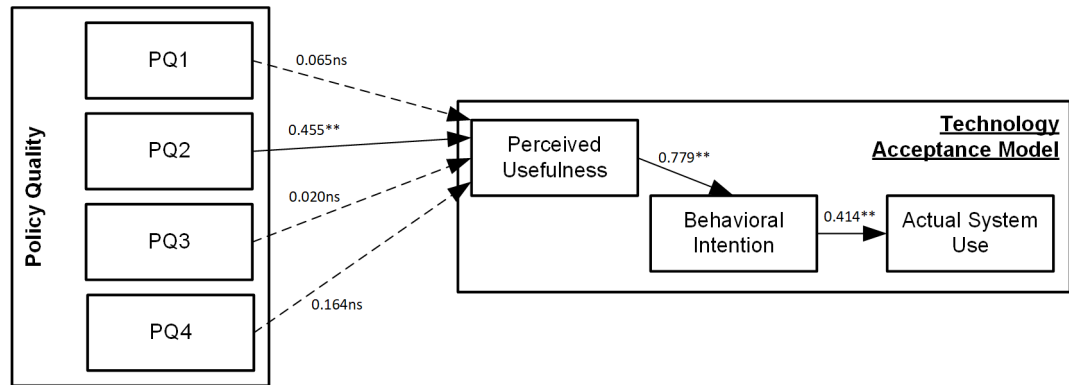 Policy Quality
PQ1
PQ2
PQ3
PQ4
0.065ns
0.455**
0.020ns
0.164ns
Technology
Acceptance Model
Perceived
Usefulness
0.779**
Behavioral
Intention
0.414**
Actual System
Use